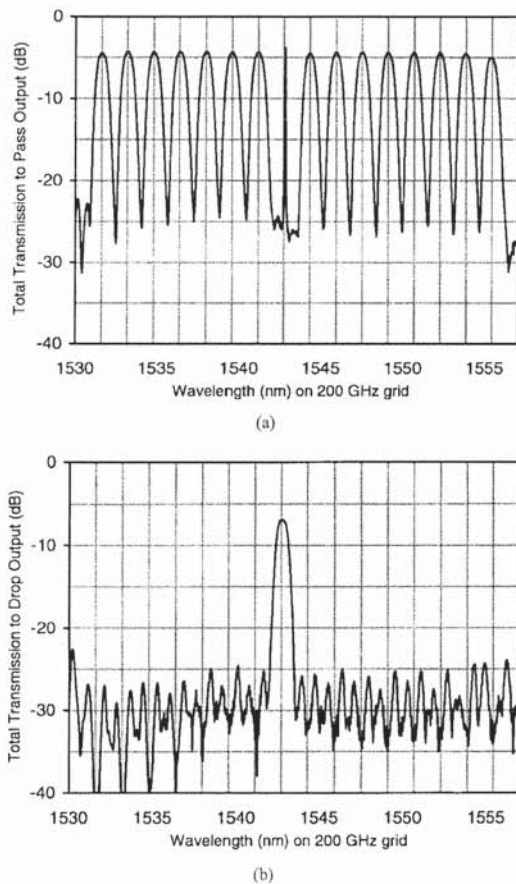 Total Transmission to Pass Output (dB)
0
-10
-20
-30
-40
1530 1535 1540 1545 1550 1555
Wavelength (nm) on 200 GHz grid
(a)
Total Transmission to Drop Output (dB)
0
-10
-20
-30
-40
1530 1535 1540 1545 1550 1555
Wavelength (nm) on 200 GHz grid
(b)